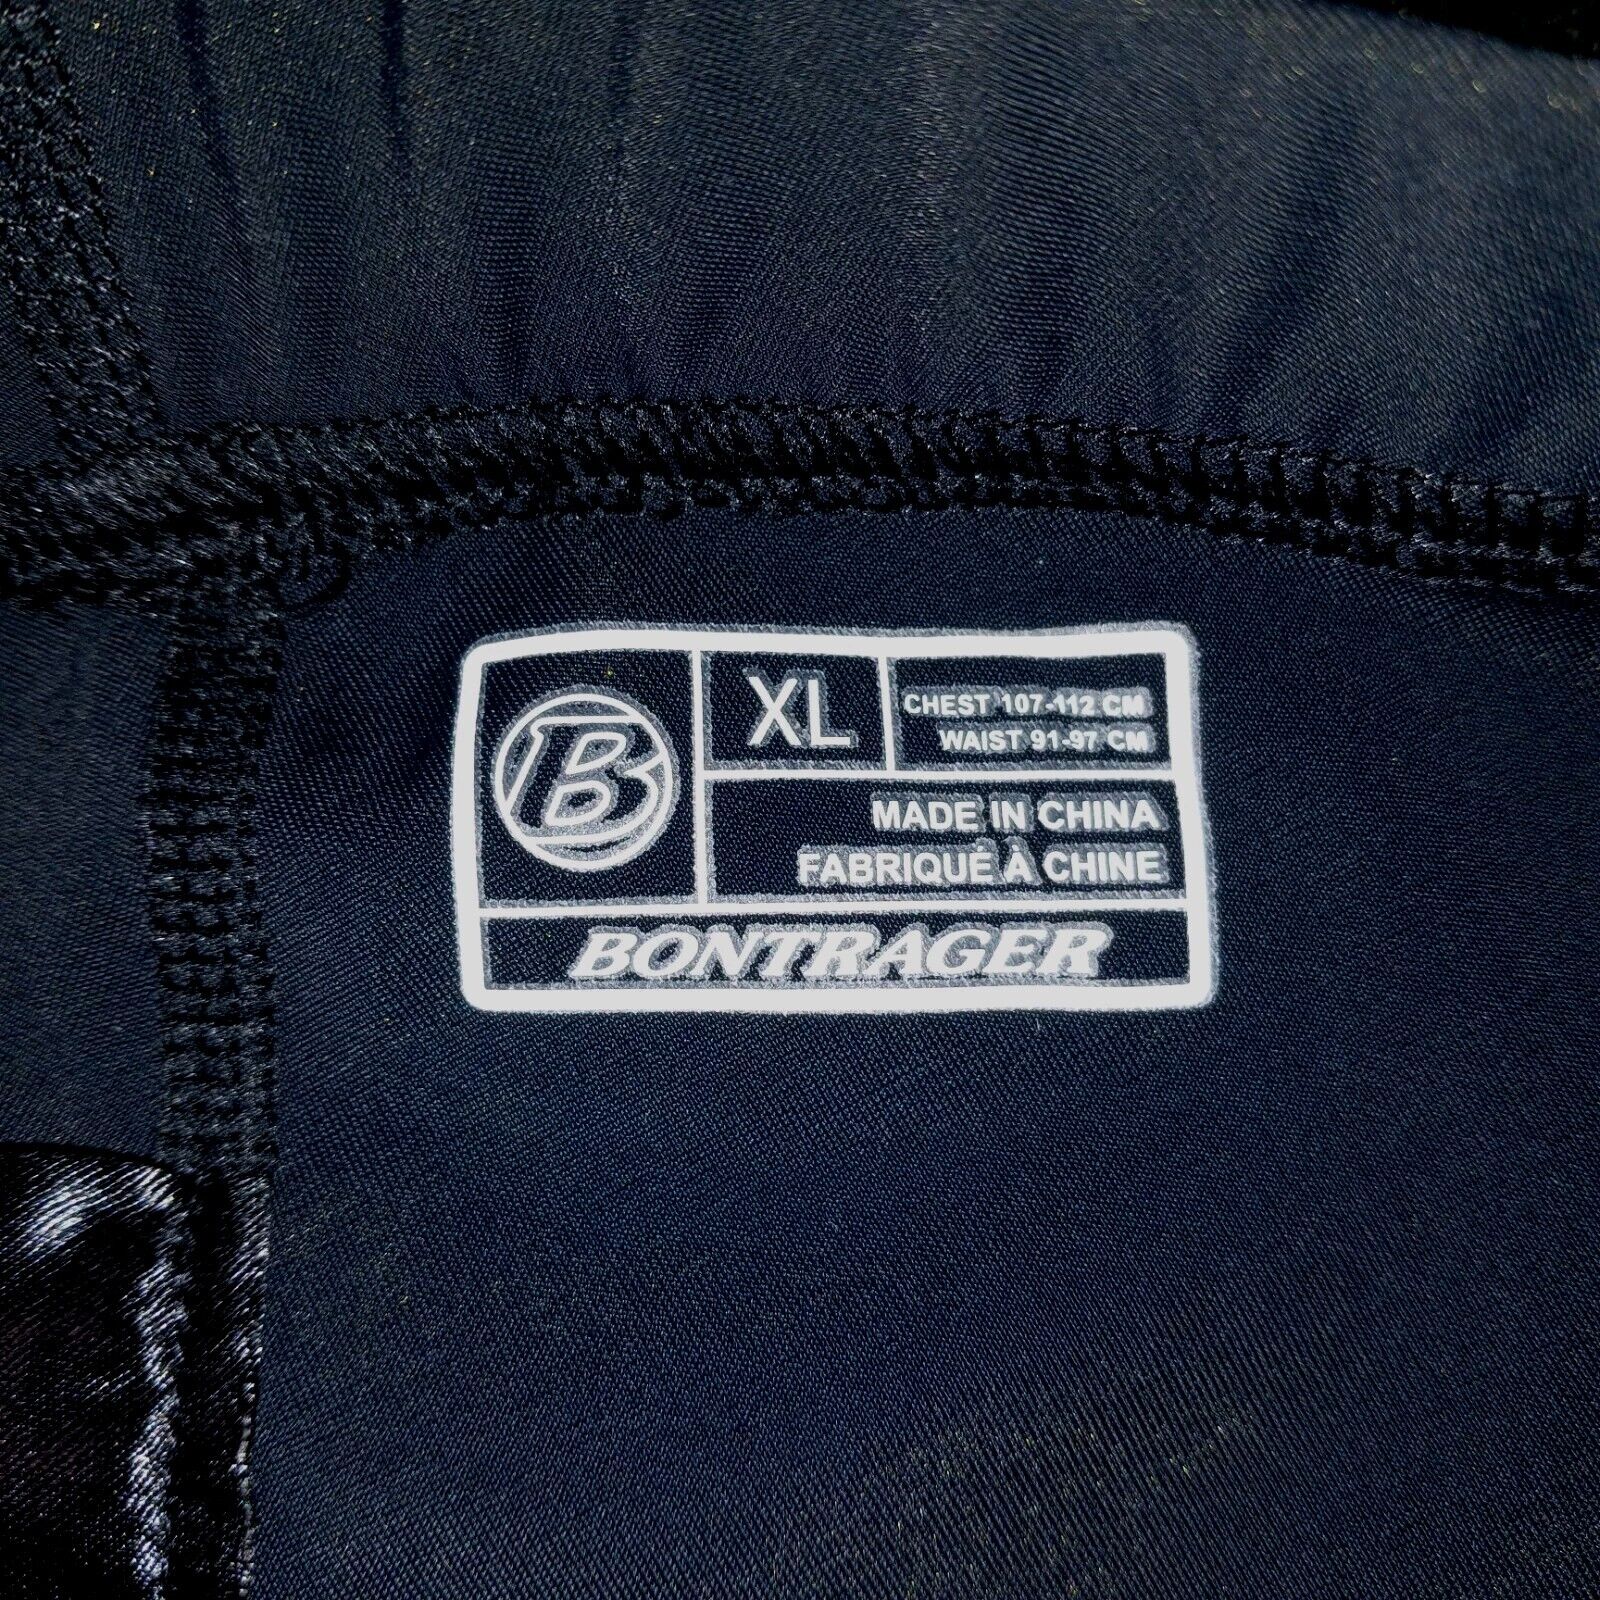 B
XL
CHEST 107-112 CM
WAIST 91-97 CM
MADE IN CHINA
FABRIQUÉ À CHINE
BONTRAGER